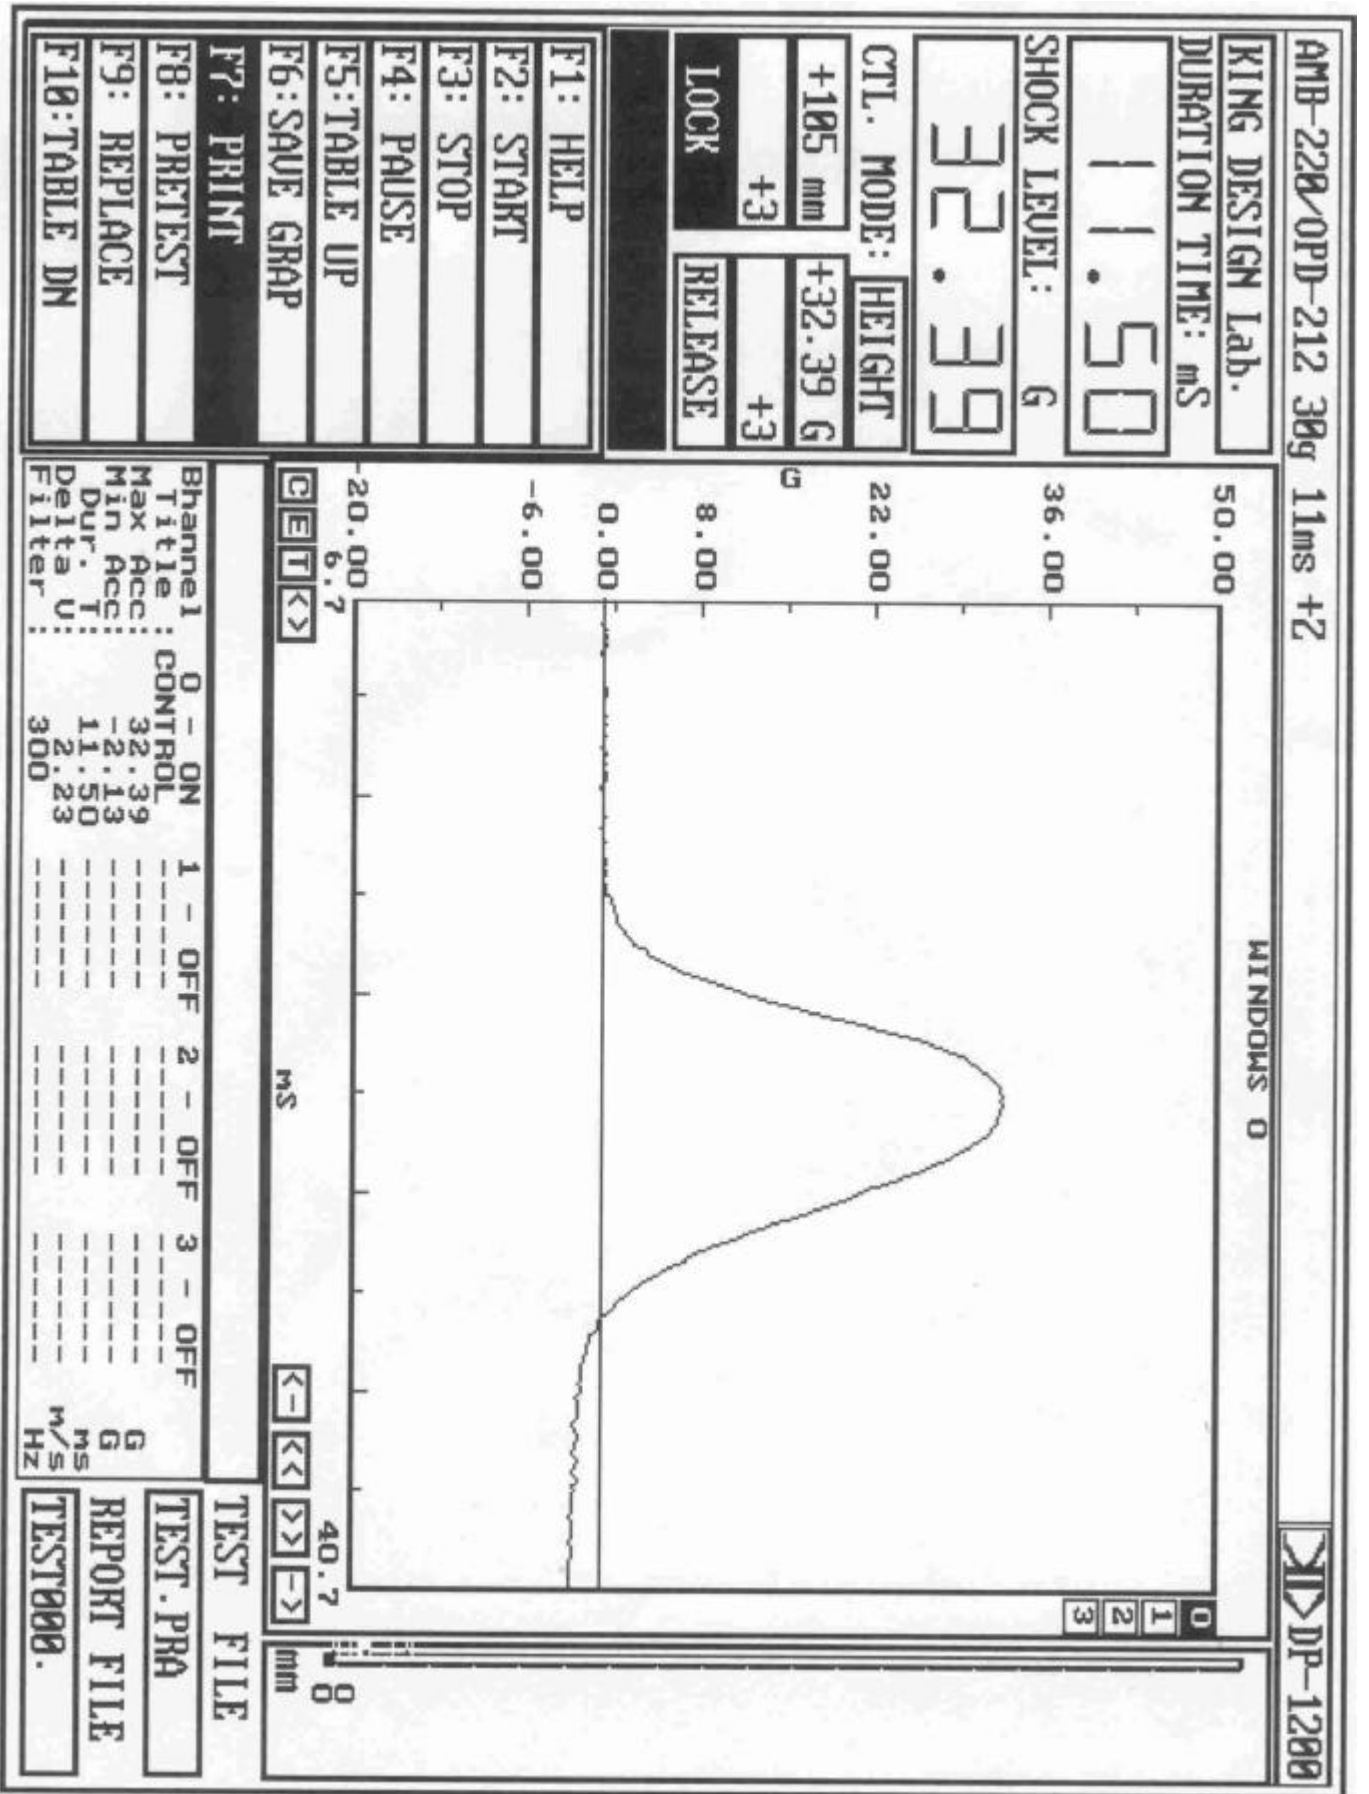 AMB-220/OPD-212 30g 11ms +Z
DP-1200
KING DESIGN Lab.
DURATION TIME: mS
11.50
SHOCK LEVEL: G
32.39
CTL. MODE: HEIGHT
+105 mm +32.39 G
+3 +3
LOCK RELEASE
F1: HELP
F2: START
F3: STOP
F4: PAUSE
F5:TABLE UP
F6:SAVE GRAP
F7: PRINT
F8: PRETEST
F9: REPLACE
F10:TABLE DN
WINDOWS 0
0
1
2
3
50.00
36.00
22.00
G
8.00
0.00
-6.00
-20.00
6.7
40.7
C E T <>
mS
<- << >> ->
0
0
mm
Bhannel 0 - ON 1 - OFF 2 - OFF 3 - OFF
Title : CONTROL ------ ------ ------
Max Acc: 32.39 ------ ------ ------ G
Min Acc: -2.13 ------ ------ ------ G
Dur. T: 11.50 ------ ------ ------ ms
Delta V: 2.23 ------ ------ ------ m/s
Filter : 300 ------ ------ ------ Hz
TEST FILE
TEST.PRA
REPORT FILE
TEST000.